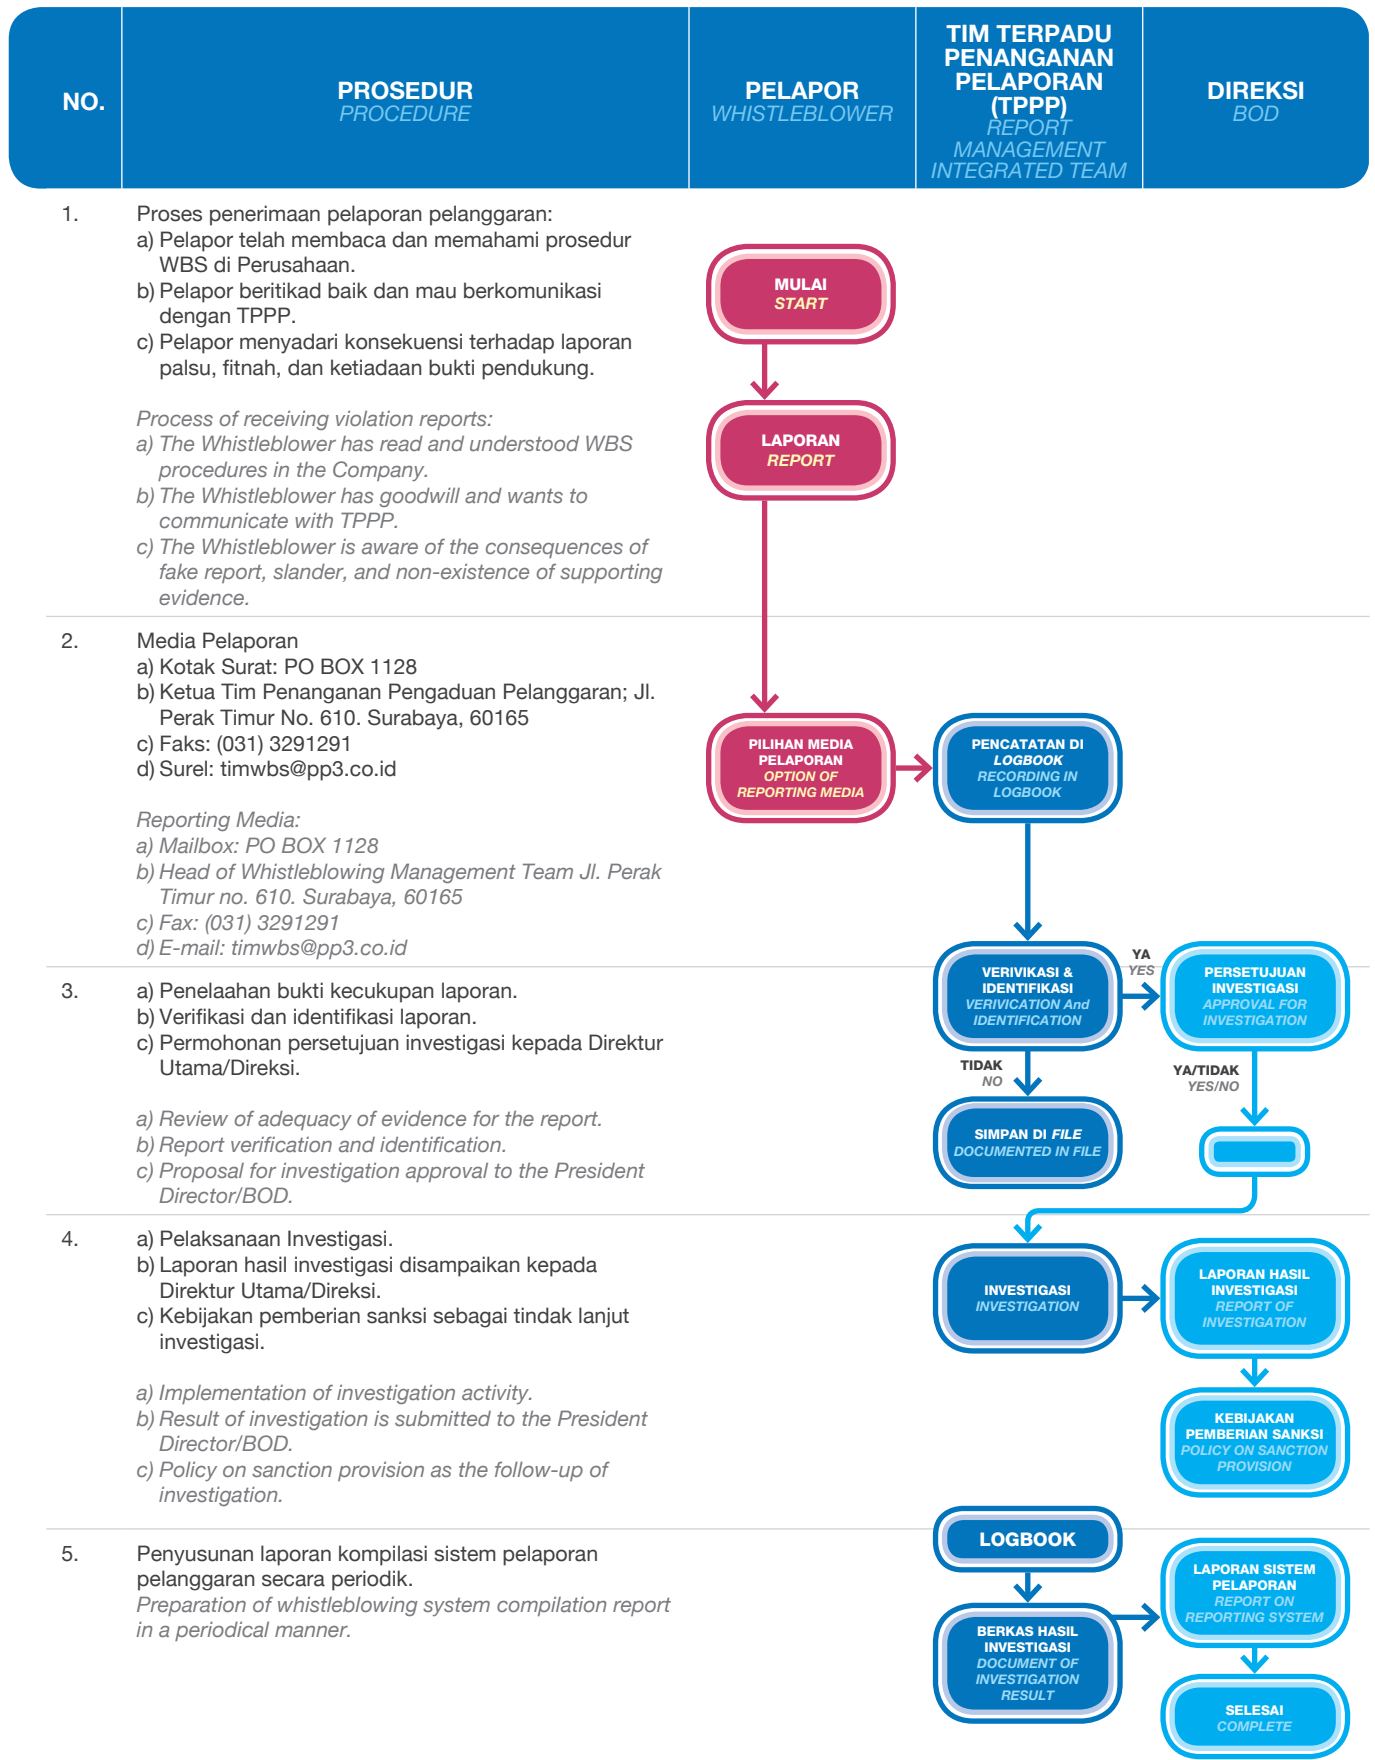 NO.
PROSEDUR
PROCEDURE
PELAPOR
WHISTLEBLOWER
TIM TERPADU
PENANGANAN
PELAPORAN
(TPPP)
REPORT
MANAGEMENT
INTEGRATED TEAM
DIREKSI
BOD
1.
Proses penerimaan pelaporan pelanggaran:
a) Pelapor telah membaca dan memahami prosedur
WBS di Perusahaan.
b) Pelapor beritikad baik dan mau berkomunikasi
dengan TPPP.
c) Pelapor menyadari konsekuensi terhadap laporan
palsu, fitnah, dan ketiadaan bukti pendukung.
Process of receiving violation reports:
a) The Whistleblower has read and understood WBS
procedures in the Company.
b) The Whistleblower has goodwill and wants to
communicate with TPPP.
c) The Whistleblower is aware of the consequences of
fake report, slander, and non-existence of supporting
evidence.
MULAI
START
LAPORAN
REPORT
2.
Media Pelaporan
a) Kotak Surat: PO BOX 1128
b) Ketua Tim Penanganan Pengaduan Pelanggaran; Jl.
Perak Timur No. 610. Surabaya, 60165
c) Faks: (031) 3291291
d) Surel: timwbs@pp3.co.id
Reporting Media:
a) Mailbox: PO BOX 1128
b) Head of Whistleblowing Management Team Jl. Perak
Timur no. 610. Surabaya, 60165
c) Fax: (031) 3291291
d) E-mail: timwbs@pp3.co.id
PILIHAN MEDIA
PELAPORAN
OPTION OF
REPORTING MEDIA
PENCATATAN DI
LOGBOOK
RECORDING IN
LOGBOOK
3.
a) Penelaahan bukti kecukupan laporan.
b) Verifikasi dan identifikasi laporan.
c) Permohonan persetujuan investigasi kepada Direktur
Utama/Direksi.
a) Review of adequacy of evidence for the report.
b) Report verification and identification.
c) Proposal for investigation approval to the President
Director/BOD.
VERIVIKASI &
IDENTIFIKASI
VERIVICATION And
IDENTIFICATION
YA
YES
PERSETUJUAN
INVESTIGASI
APPROVAL FOR
INVESTIGATION
TIDAK
NO
YA/TIDAK
YES/NO
SIMPAN DI FILE
DOCUMENTED IN FILE
4.
a) Pelaksanaan Investigasi.
b) Laporan hasil investigasi disampaikan kepada
Direktur Utama/Direksi.
c) Kebijakan pemberian sanksi sebagai tindak lanjut
investigasi.
a) Implementation of investigation activity.
b) Result of investigation is submitted to the President
Director/BOD.
c) Policy on sanction provision as the follow-up of
investigation.
INVESTIGASI
INVESTIGATION
LAPORAN HASIL
INVESTIGASI
REPORT OF
INVESTIGATION
KEBIJAKAN
PEMBERIAN SANKSI
POLICY ON SANCTION
PROVISION
5.
Penyusunan laporan kompilasi sistem pelaporan
pelanggaran secara periodik.
Preparation of whistleblowing system compilation report
in a periodical manner.
LOGBOOK
BERKAS HASIL
INVESTIGASI
DOCUMENT OF
INVESTIGATION
RESULT
LAPORAN SISTEM
PELAPORAN
REPORT ON
REPORTING SYSTEM
SELESAI
COMPLETE